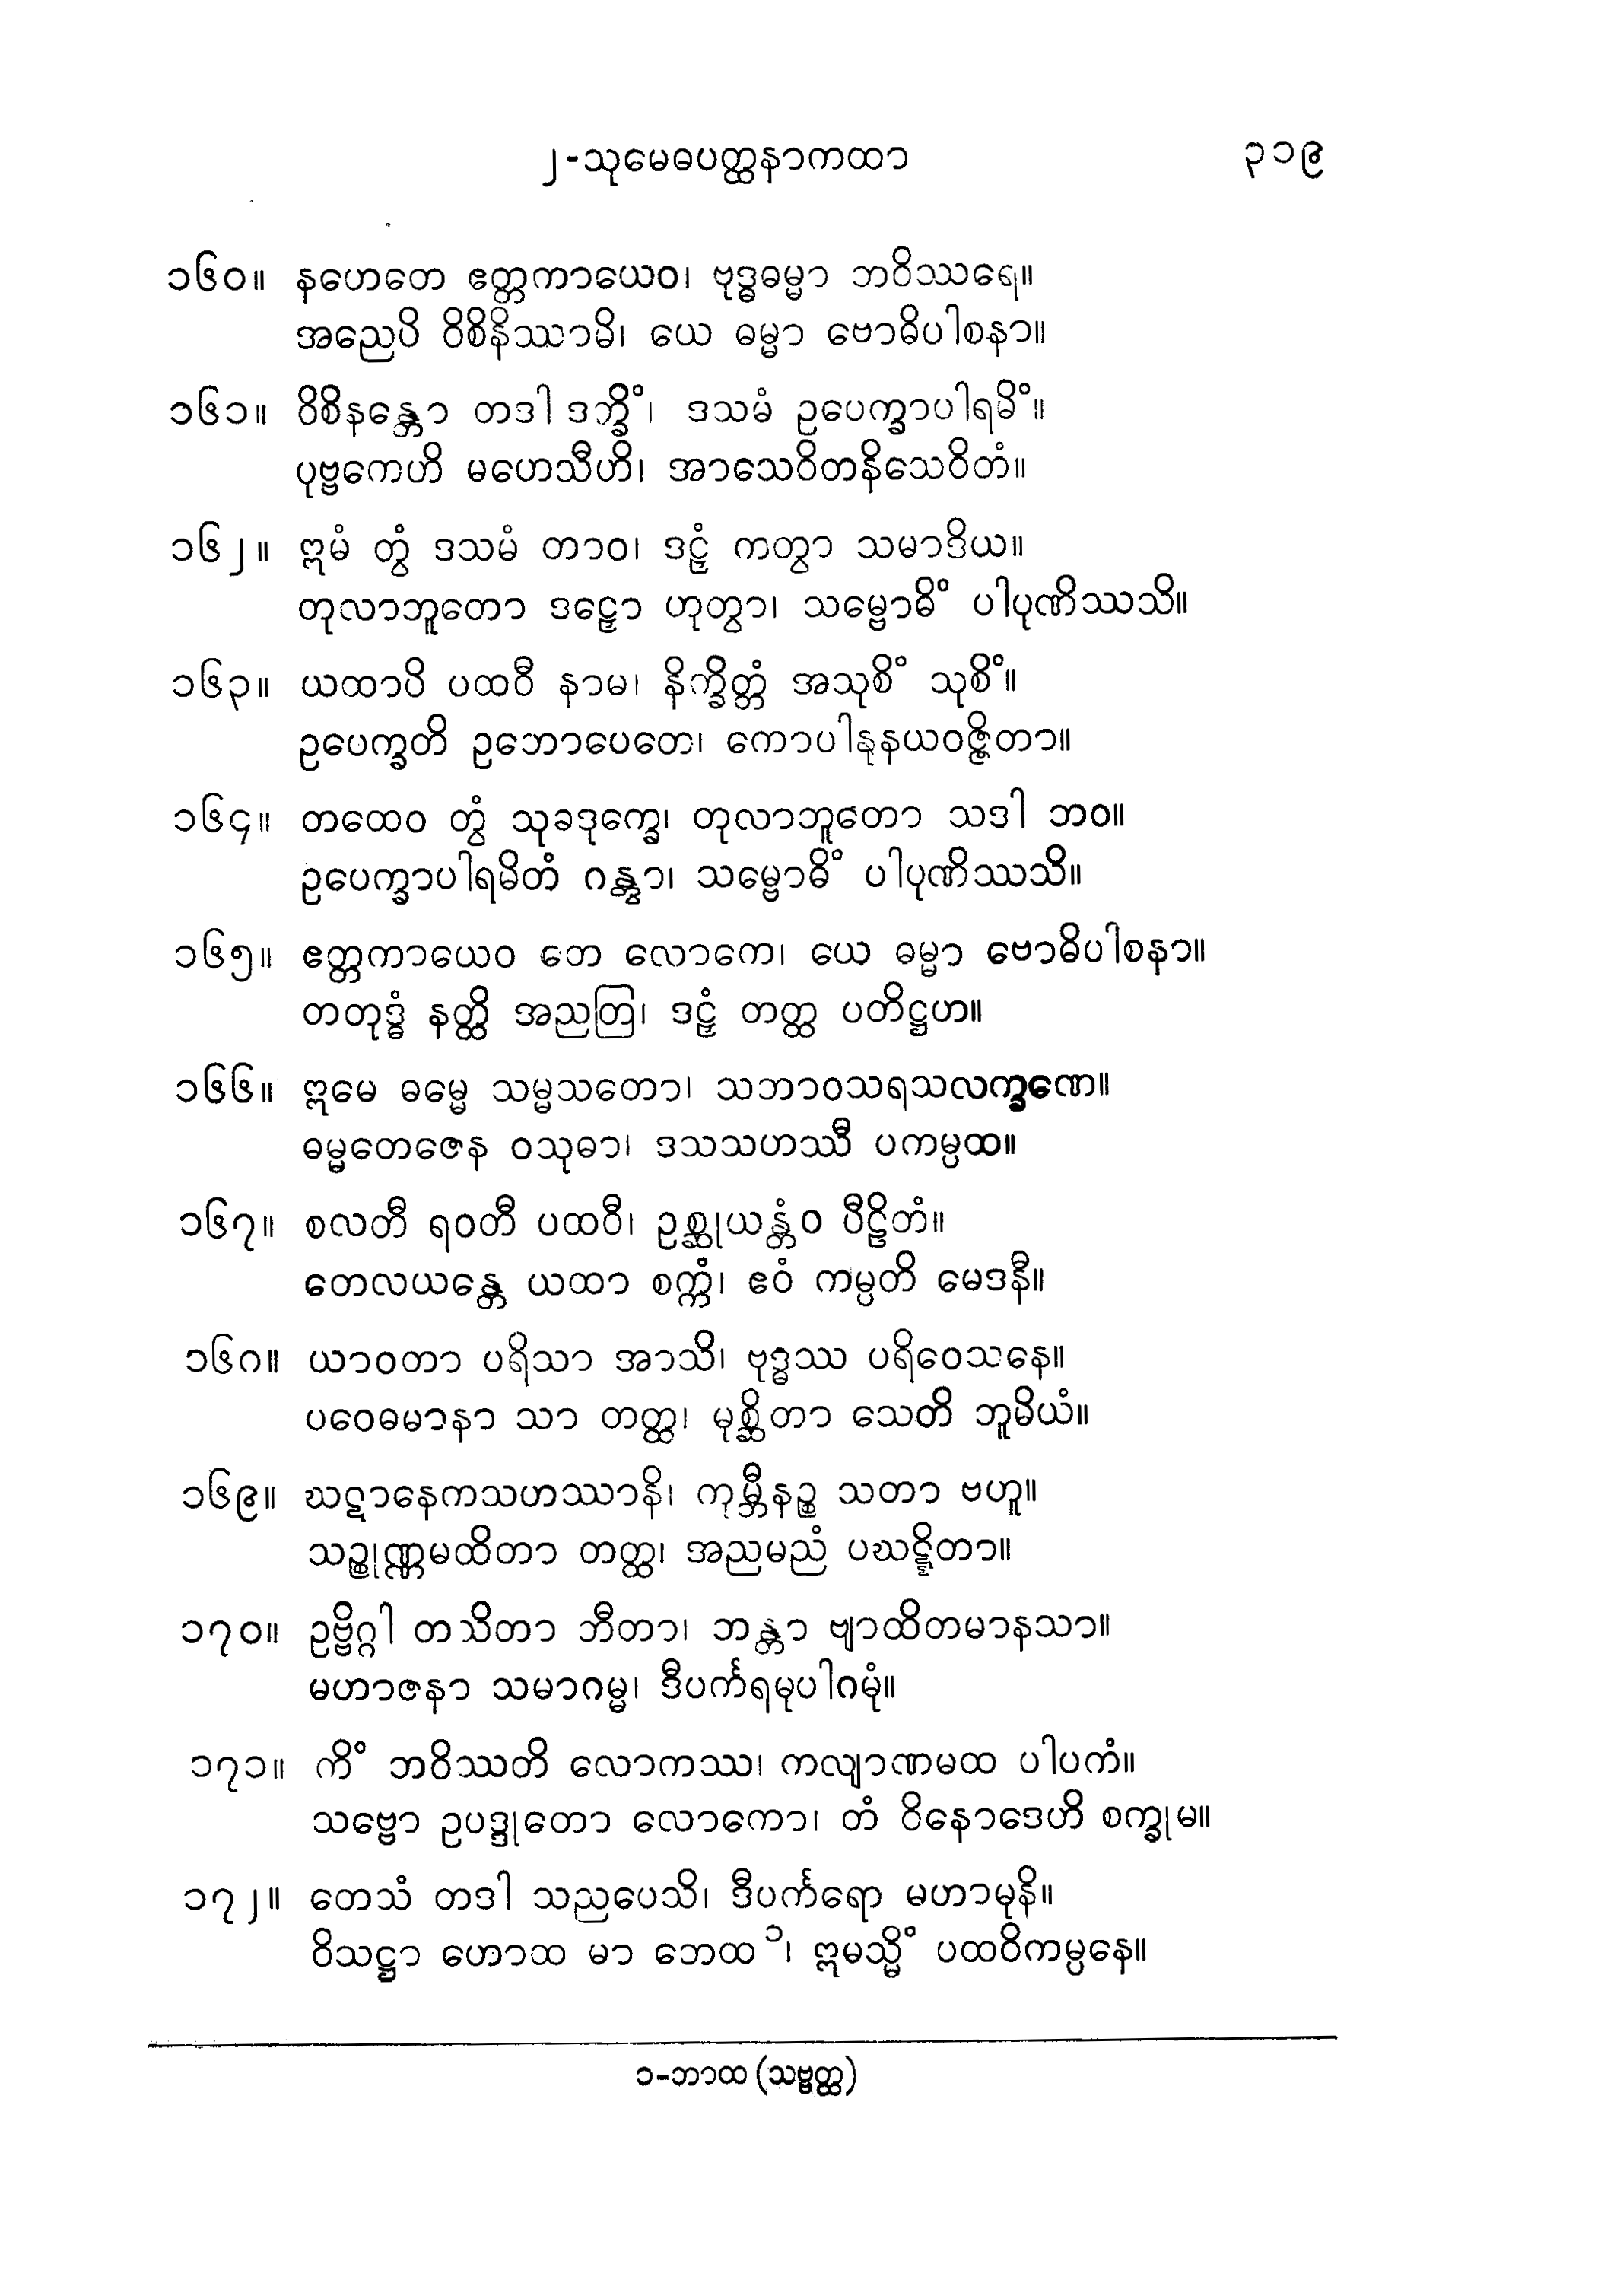 ၂-သုမေဓပတ္ထနာကထာ ၃၁၉
၁၆၀။ နဟေတေ ဧတ္တကာယေဝ၊ ဗုဒ္ဓဓမ္မာ ဘဝိဿရေ။
အညေပိ ဝိစိနိဿာမိ၊ ယေ ဓမ္မာ ဗောဓိပါစနာ။
၁၆၁။ ဝိစိနန္တော တဒါ ဒက္ခိံ၊ ဒသမံ ဥပေက္ခာပါရမိံ။
ပုဗ္ဗကေဟိ မဟေသီဟိ၊ အာသေဝိတနိသေဝိတံ။
၁၆၂။ ဣမံ တွံ ဒသမံ တာဝ၊ ဒဠှံ ကတွာ သမာဒိယ။
တုလာဘူတော ဒဠှော ဟုတွာ၊ သမ္ဗောဓိံ ပါပုဏိဿသိ။
၁၆၃။ ယထာပိ ပထဝီ နာမ၊ နိက္ခိတ္တံ အသုစိံ သုစိံ။
ဥပေက္ခတိ ဥဘောပေတေ၊ ကောပါနုနယဝဇ္ဇိတာ။
၁၆၄။ တထေဝ တွံ သုခဒုက္ခေ၊ တုလာဘူတော သဒါ ဘဝ။
ဥပေက္ခာပါရမိတံ ဂန္တွာ၊ သမ္ဗောဓိံ ပါပုဏိဿသိ။
၁၆၅။ ဧတ္တကာယေဝ တေ လောကေ၊ ယေ ဓမ္မာ ဗောဓိပါစနာ။
တတုဒ္ဓံ နတ္ထိ အညတြ၊ ဒဠှံ တတ္ထ ပတိဋ္ဌဟ။
၁၆၆။ ဣမေ ဓမ္မေ သမ္မသတော၊ သဘာဝသရသလက္ခဏေ။
ဓမ္မတေဇေန ဝသုဓာ၊ ဒသသဟဿီ ပကမ္ပထ။
၁၆၇။ စလတီ ရဝတီ ပထဝီ၊ ဥစ္ဆုယန္တံဝ ပီဠိတံ။
တေလယန္တေ ယထာ စက္ကံ၊ ဧဝံ ကမ္ပတိ မေဒနီ။
၁၆၈။ ယာဝတာ ပရိသာ အာသိ၊ ဗုဒ္ဓဿ ပရိဝေသနေ။
ပဝေဓမာနာ သာ တတ္ထ၊ မုစ္ဆိတာ သေတိ ဘူမိယံ။
၁၆၉။ ဃဋာနေကသဟဿာနိ၊ ကုမ္ဘီနဉ္စ သတာ ဗဟူ။
သဉ္စုဏ္ဏမထိတာ တတ္ထ၊ အညမညံ ပဃဋ္ဋိတာ။
၁၇၀။ ဥဗ္ဗိဂ္ဂါ တသိတာ ဘီတာ၊ ဘန္တာ ဗျာထိတမာနသာ။
မဟာဇနာ သမာဂမ္မ၊ ဒီပင်္ကရမုပါဂမုံ။
၁၇၁။ ကိံ ဘဝိဿတိ လောကဿ၊ ကလျာဏမထ ပါပကံ။
သဗ္ဗော ဥပဒ္ဒုတော လောကော၊ တံ ဝိနောဒေဟိ စက္ခုမ။
၁၇၂။ တေသံ တဒါ သညပေသိ၊ ဒီပင်္ကရော မဟာမုနိ။
ဝိသဋ္ဌာ ဟောထ မာ ဘေထ၁၊ ဣမသ္မိံ ပထဝိကမ္ပနေ။
၁-ဘာထ (သဗ္ဗတ္ထ)